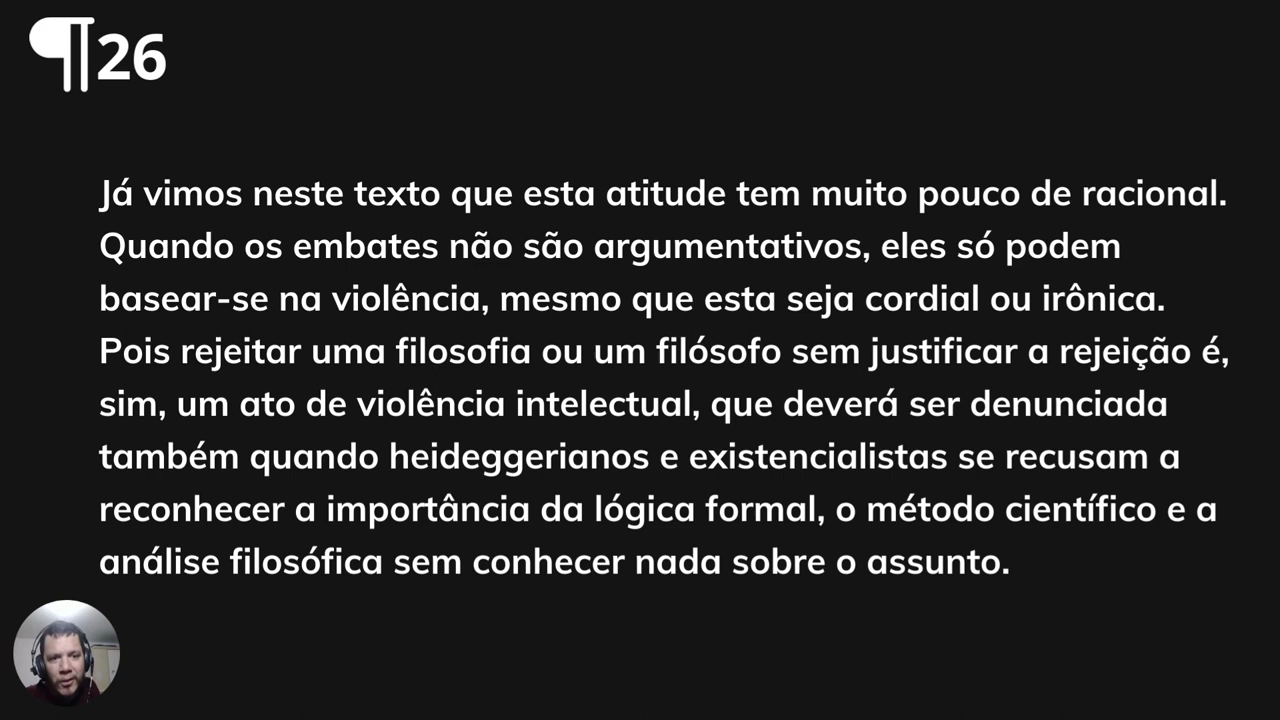 ¶26
Já vimos neste texto que esta atitude tem muito pouco de racional.
Quando os embates não são argumentativos, eles só podem
basear-se na violência, mesmo que esta seja cordial ou irônica.
Pois rejeitar uma filosofia ou um filósofo sem justificar a rejeição é,
sim, um ato de violência intelectual, que deverá ser denunciada
também quando heideggerianos e existencialistas se recusam a
reconhecer a importância da lógica formal, o método científico e a
análise filosófica sem conhecer nada sobre o assunto.